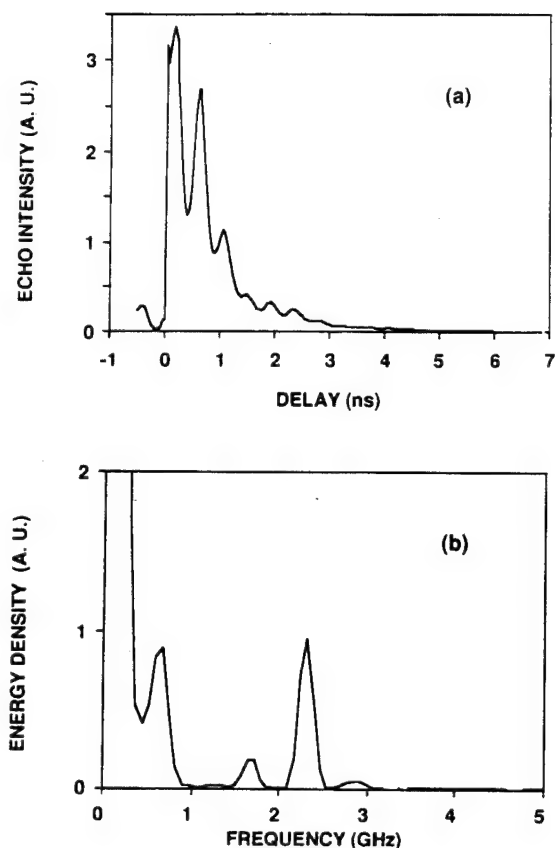 3
2
1
0
ECHO INTENSITY (A. U.)
(a)
-1 0 1 2 3 4 5 6 7
DELAY (ns)
2
1
0
ENERGY DENSITY (A. U.)
(b)
0 1 2 3 4 5
FREQUENCY (GHz)